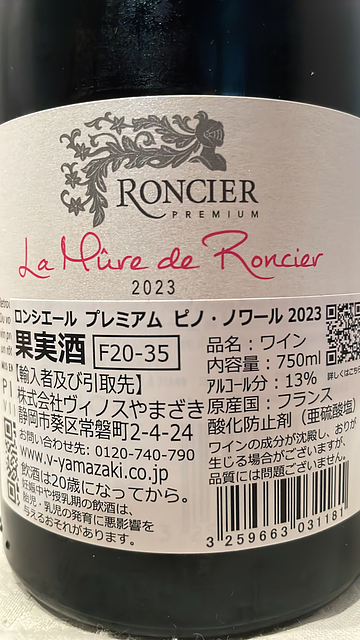 RONCIER
PREMIUM
La Mûre de Roncier
2023
ロンシエール プレミアム ピノ・ノワール 2023
果実酒 F20-35
【輸入者及び引取先】
株式会社ヴィノスやまざき
静岡市葵区常磐町2-4-24
お問い合わせ先: 0120-740-790
www.v-yamazaki.co.jp
飲酒は20歳になってから。
妊娠中や授乳期の飲酒は、
胎児・乳児の発育に悪影響を
与えるおそれがあります。
品名：ワイン
内容量：750ml
アルコール分：13%
原産国：フランス
酸化防止剤（亜硫酸塩）
ワインの成分が沈殿し、おりが
生じる場合がございますが、
品質には問題ございません。
詳しくはこちら
3 259663 031181